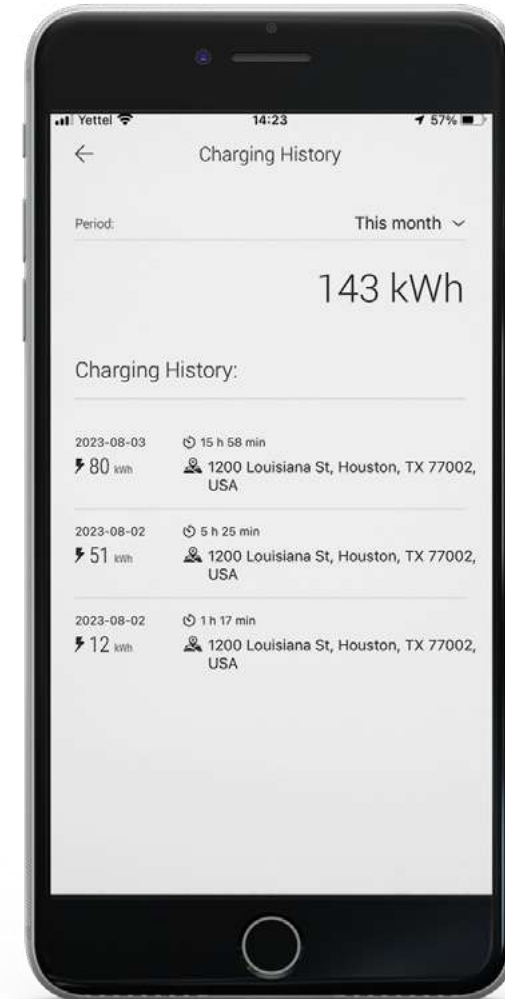 Yettel 14:23 57%
Charging History
Period: This month
143 kWh
Charging History:
2023-08-03 15 h 58 min
80 kWh 1200 Louisiana St, Houston, TX 77002,
USA
2023-08-02 5 h 25 min
51 kWh 1200 Louisiana St, Houston, TX 77002,
USA
2023-08-02 1 h 17 min
12 kWh 1200 Louisiana St, Houston, TX 77002,
USA